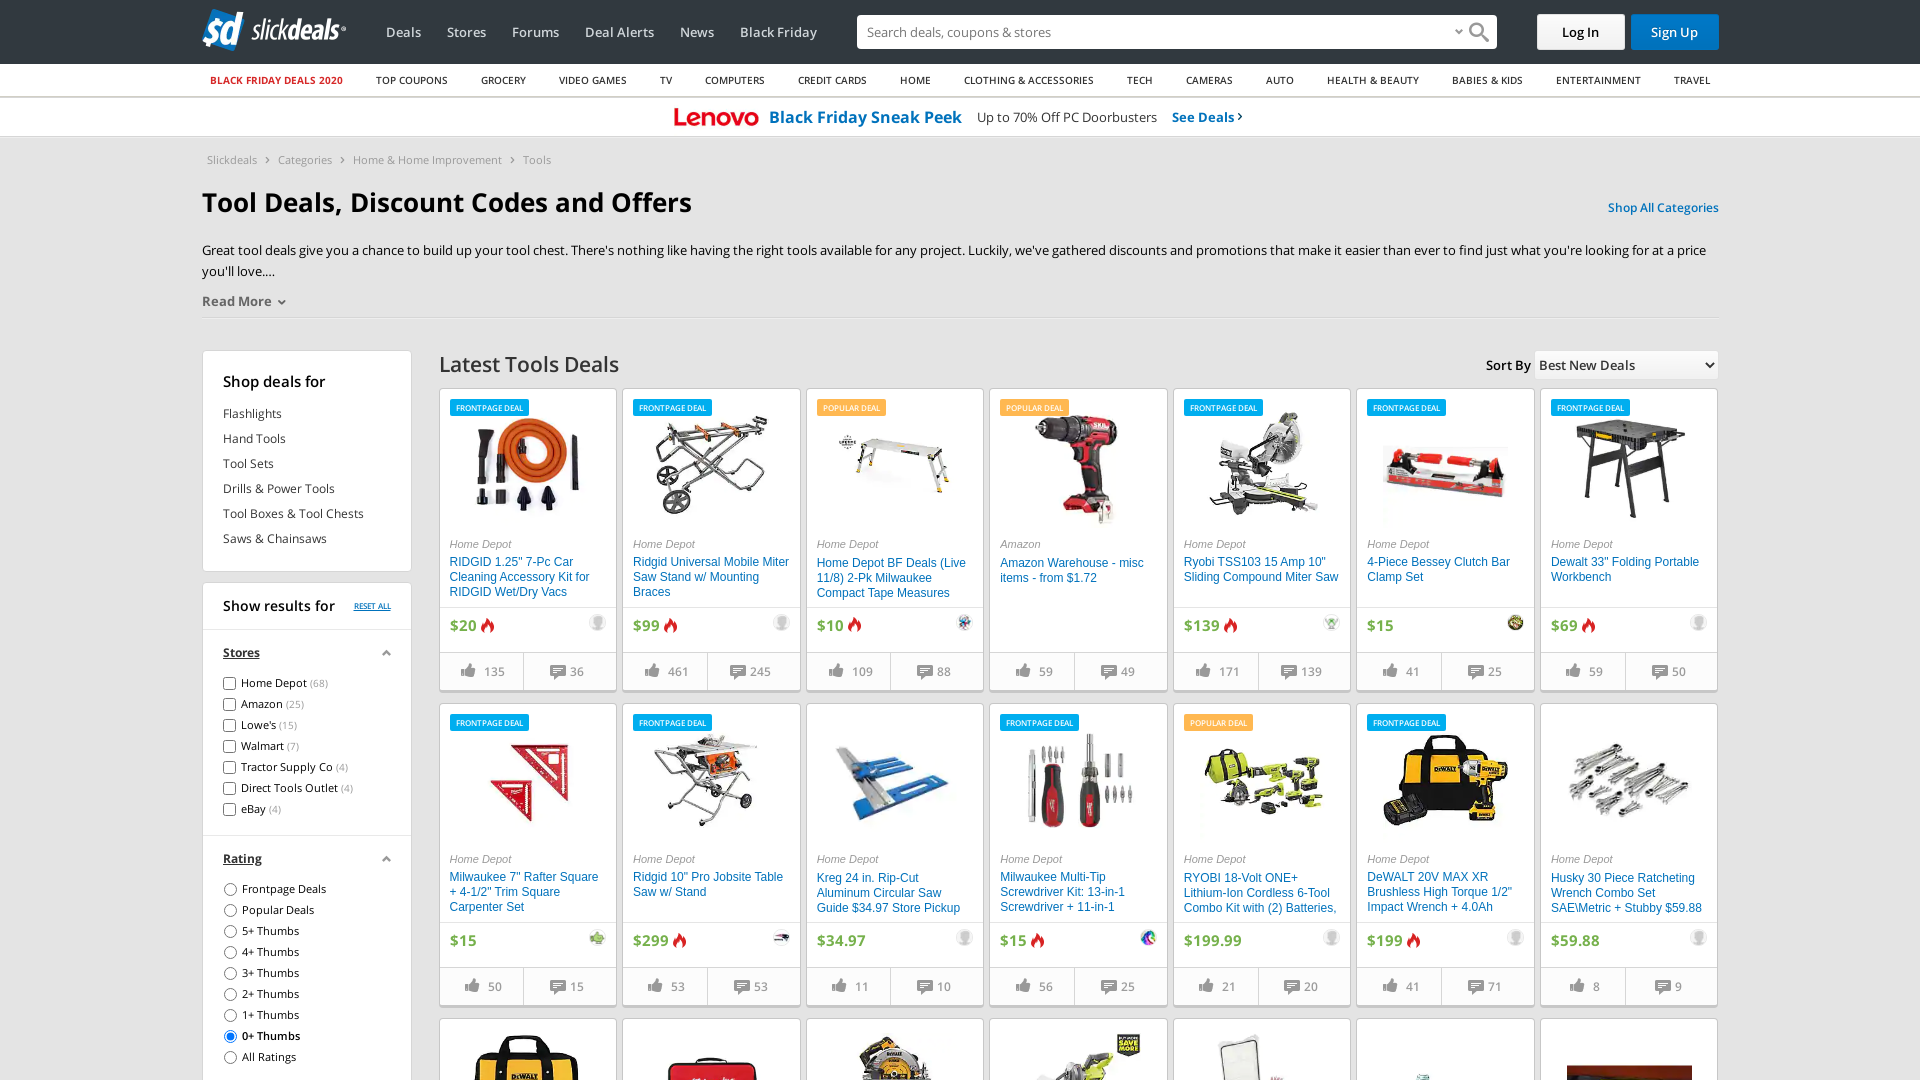 slickdeals
Deals
Stores
Forums
Deal Alerts
News
Black Friday
Search deals, coupons & stores
Log In
Sign Up
BLACK FRIDAY DEALS 2020
TOP COUPONS
GROCERY
VIDEO GAMES
TV
COMPUTERS
CREDIT CARDS
HOME
CLOTHING & ACCESSORIES
TECH
CAMERAS
AUTO
HEALTH & BEAUTY
BABIES & KIDS
ENTERTAINMENT
TRAVEL
Lenovo Black Friday Sneak Peek Up to 70% Off PC Doorbusters See Deals
Slickdeals > Categories > Home & Home Improvement > Tools
Tool Deals, Discount Codes and Offers
Shop All Categories
Great tool deals give you a chance to build up your tool chest. There's nothing like having the right tools available for any project. Luckily, we've gathered discounts and promotions that make it easier than ever to find just what you're looking for at a price
you'll love....
Read More
Shop deals for
Flashlights
Hand Tools
Tool Sets
Drills & Power Tools
Tool Boxes & Tool Chests
Saws & Chainsaws
Show results for
RESET ALL
Stores
Home Depot (68)
Amazon (25)
Lowe's (15)
Walmart (7)
Tractor Supply Co (4)
Direct Tools Outlet (4)
eBay (4)
Rating
Frontpage Deals
Popular Deals
5+ Thumbs
4+ Thumbs
3+ Thumbs
2+ Thumbs
1+ Thumbs
0+ Thumbs
All Ratings
Latest Tools Deals
Sort By
Best New Deals
FRONTPAGE DEAL
Home Depot
RIDGID 1.25" 7-Pc Car
Cleaning Accessory Kit for
RIDGID Wet/Dry Vacs
$20
135
36
FRONTPAGE DEAL
Home Depot
Ridgid Universal Mobile Miter
Saw Stand w/ Mounting
Braces
$99
461
245
POPULAR DEAL
Home Depot
Home Depot BF Deals (Live
11/8) 2-Pk Milwaukee
Compact Tape Measures
$10
109
88
POPULAR DEAL
Amazon
Amazon Warehouse - misc
items - from $1.72
59
49
FRONTPAGE DEAL
Home Depot
Ryobi TSS103 15 Amp 10"
Sliding Compound Miter Saw
$139
171
139
FRONTPAGE DEAL
Home Depot
4-Piece Bessey Clutch Bar
Clamp Set
$15
41
25
FRONTPAGE DEAL
Home Depot
Dewalt 33" Folding Portable
Workbench
$69
59
50
FRONTPAGE DEAL
Home Depot
Milwaukee 7" Rafter Square
+ 4-1/2" Trim Square
Carpenter Set
$15
50
15
FRONTPAGE DEAL
Home Depot
Ridgid 10" Pro Jobsite Table
Saw w/ Stand
$299
53
53
Home Depot
Kreg 24 in. Rip-Cut
Aluminum Circular Saw
Guide $34.97 Store Pickup
$34.97
11
10
FRONTPAGE DEAL
Home Depot
Milwaukee Multi-Tip
Screwdriver Kit: 13-in-1
Screwdriver + 11-in-1
$15
56
25
POPULAR DEAL
Home Depot
RYOBI 18-Volt ONE+
Lithium-Ion Cordless 6-Tool
Combo Kit with (2) Batteries,
$199.99
21
20
FRONTPAGE DEAL
DEWALT
Home Depot
DeWALT 20V MAX XR
Brushless High Torque 1/2"
Impact Wrench + 4.0Ah
$199
41
71
Home Depot
Husky 30 Piece Ratcheting
Wrench Combo Set
SAE\Metric + Stubby $59.88
$59.88
8
9
DEWALT
BUY MORE
SAVE
MORE